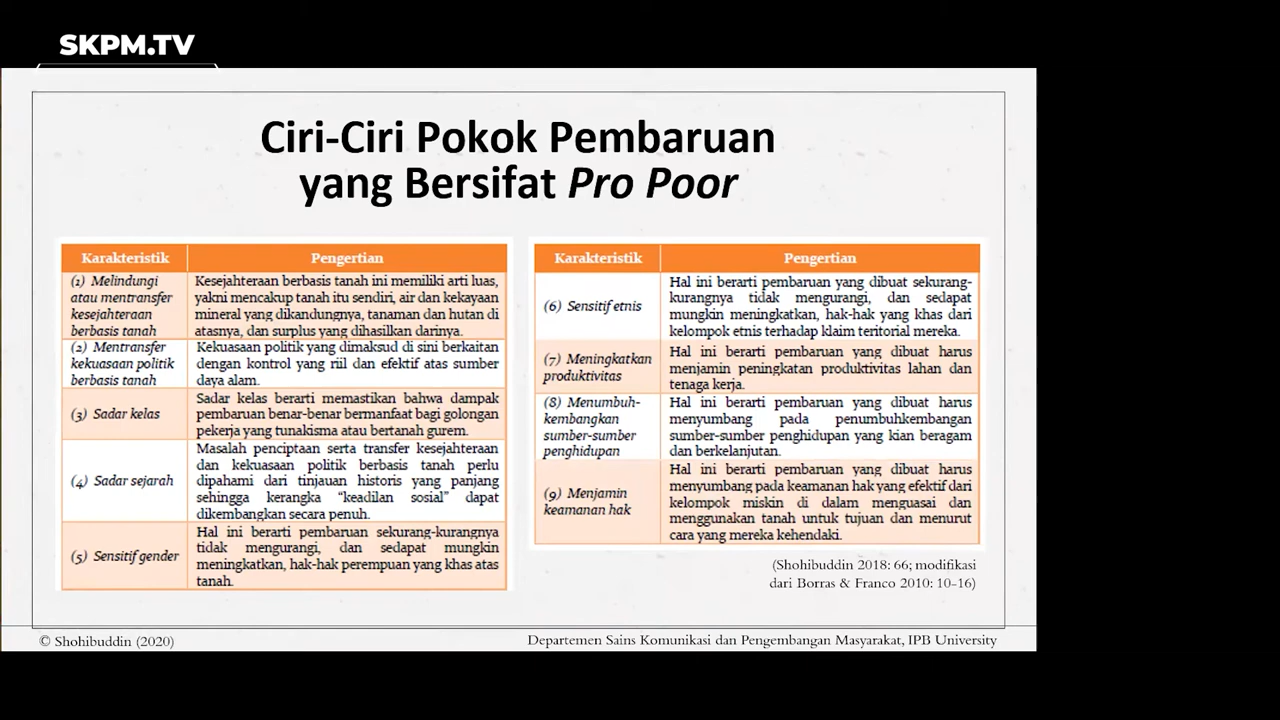 SKPM.TV
Ciri-Ciri Pokok Pembaruan
yang Bersifat Pro Poor
Karakteristik
Pengertian
(1) Melindungi
atau mentransfer
kesejahteraan
berbasis tanah
Kesejahteraan berbasis tanah ini memiliki arti luas,
yakni mencakup tanah itu sendiri, air dan kekayaan
mineral yang dikandungnya, tanaman dan hutan di
atasnya, dan surplus yang dihasilkan darinya.
(2) Mentransfer
kekuasaan politik
berbasis tanah
Kekuasaan politik yang dimaksud di sini berkaitan
dengan kontrol yang riil dan efektif atas sumber
daya alam.
(3) Sadar kelas
Sadar kelas berarti memastikan bahwa dampak
pembaruan benar-benar bermanfaat bagi golongan
pekerja yang tunakisma atau bertanah gurem.
(4) Sadar sejarah
Masalah penciptaan serta transfer kesejahteraan
dan kekuasaan politik berbasis tanah perlu
dipahami dari tinjauan historis yang panjang
sehingga kerangka “keadilan sosial” dapat
dikembangkan secara penuh.
(5) Sensitif gender
Hal ini berarti pembaruan sekurang-kurangnya
tidak mengurangi, dan sedapat mungkin
meningkatkan, hak-hak perempuan yang khas atas
tanah.
Karakteristik
Pengertian
(6) Sensitif etnis
Hal ini berarti pembaruan yang dibuat sekurang-
kurangnya tidak mengurangi, dan sedapat
mungkin meningkatkan, hak-hak yang khas dari
kelompok etnis terhadap klaim teritorial mereka.
(7) Meningkatkan
produktivitas
Hal ini berarti pembaruan yang dibuat harus
menjamin peningkatan produktivitas lahan dan
tenaga kerja.
(8) Menumbuh-
kembangkan
sumber-sumber
penghidupan
Hal ini berarti pembaruan yang dibuat harus
menyumbang pada penumbuhkembangan
sumber-sumber penghidupan yang kian beragam
dan berkelanjutan.
(9) Menjamin
keamanan hak
Hal ini berarti pembaruan yang dibuat harus
menyumbang pada keamanan hak yang efektif dari
kelompok miskin di dalam menguasai dan
menggunakan tanah untuk tujuan dan menurut
cara yang mereka kehendaki.
(Shohibuddin 2018: 66; modifikasi
dari Borras & Franco 2010: 10-16)
© Shohibuddin (2020)
Departemen Sains Komunikasi dan Pengembangan Masyarakat, IPB University